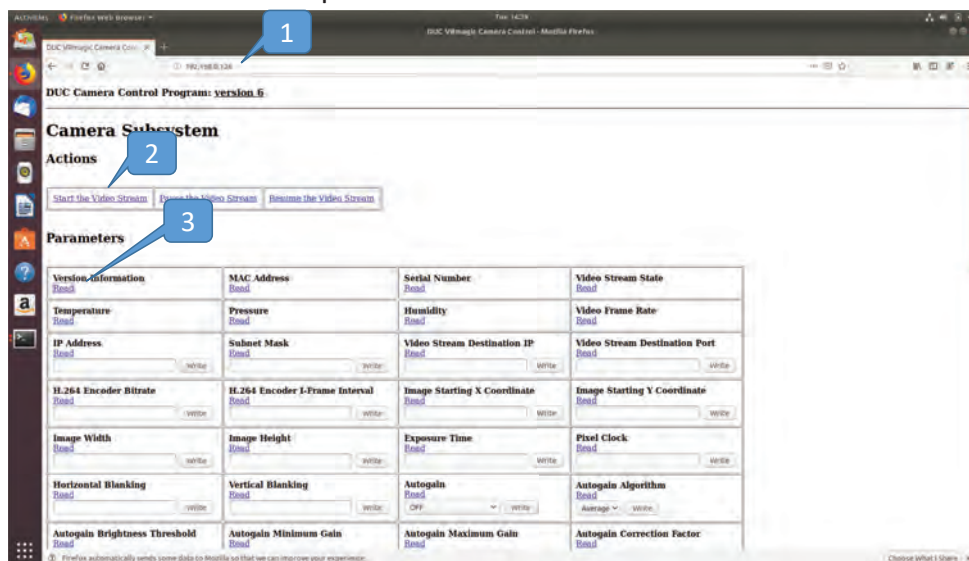 Activities Firefox Web Browser Tue 14:29
DUC ViMagic Camera Control - Mozilla Firefox
1
DUC ViMagic Camera Con
DUC Camera Control Program: version 6
Camera Subsystem
2
Actions
Start the Video Stream Pause the Video Stream Resume the Video Stream
3
Parameters
Version Information MAC Address Serial Number Video Stream State
Read Read Read Read
Temperature Pressure Humidity Video Frame Rate
Read Read Read Read
IP Address Subnet Mask Video Stream Destination IP Video Stream Destination Port
Read Read Read Read
Write Write Write Write
H.264 Encoder Bitrate H.264 Encoder I-Frame Interval Image Starting X Coordinate Image Starting Y Coordinate
Read Read Read Read
Write Write Write Write
Image Width Image Height Exposure Time Pixel Clock
Read Read Read Read
Write Write Write Write
Horizontal Blanking Vertical Blanking Autogain Autogain Algorithm
Read Read Read Read
Write Write OFF Write Average Write
Autogain Brightness Threshold Autogain Minimum Gain Autogain Maximum Gain Autogain Correction Factor
Read Read Read Read
Firefox automatically sends some data to Mozilla so that we can improve your experience. Choose What I Share